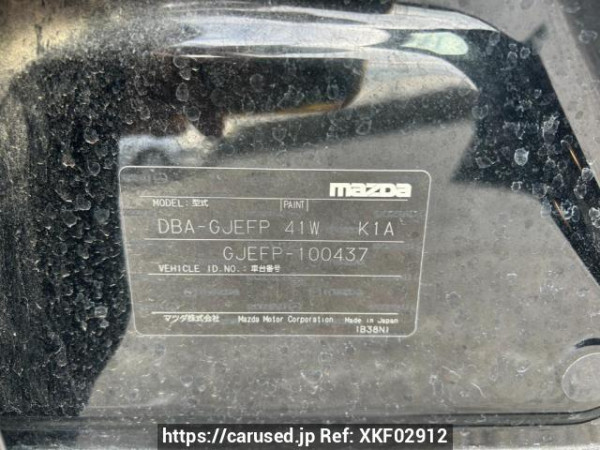 mazda
MODEL: 型式 PAINT
DBA-GJEFP 41W K1A
GJEFP-100437
VEHICLE ID.NO.: 車台番号
マツダ株式会社 Mazda Motor Corporation Made in Japan
https://carused.jp Ref: XKF02912